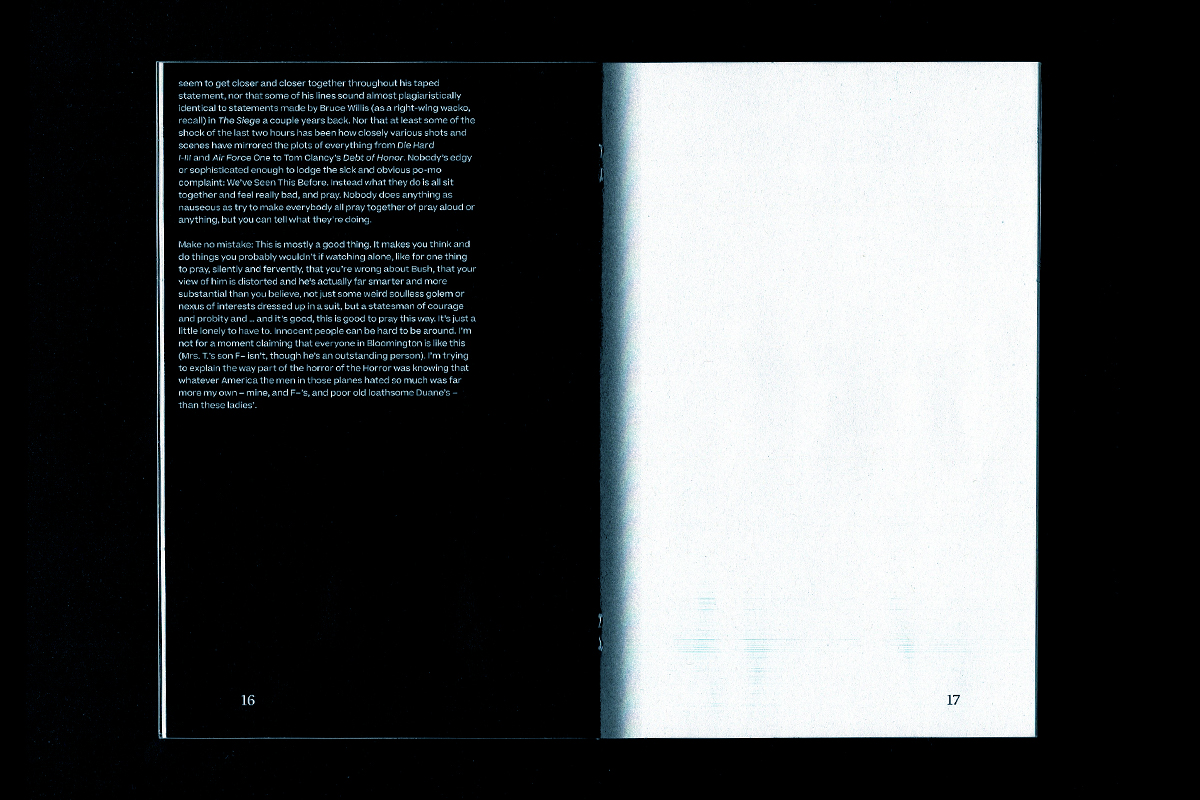 seem to get closer and closer together throughout his taped
statement, nor that some of his lines sound almost plagiaristically
identical to statements made by Bruce Willis (as a right-wing wacko,
recall) in The Siege a couple years back. Nor that at least some of the
shock of the last two hours has been how closely various shots and
scenes have mirrored the plots of everything from Die Hard
I-III and Air Force One to Tom Clancy's Debt of Honor. Nobody's edgy
or sophisticated enough to lodge the sick and obvious po-mo
complaint: We've Seen This Before. Instead what they do is all sit
together and feel really bad, and pray. Nobody does anything as
nauseous as try to make everybody all pray together of pray aloud or
anything, but you can tell what they're doing.
Make no mistake: This is mostly a good thing. It makes you think and
do things you probably wouldn't if watching alone, like for one thing
to pray, silently and fervently, that you're wrong about Bush, that your
view of him is distorted and he's actually far smarter and more
substantial than you believe, not just some weird soulless golem or
nexus of interests dressed up in a suit, but a statesman of courage
and probity and … and it's good, this is good to pray this way. It's just a
little lonely to have to. Innocent people can be hard to be around. I'm
not for a moment claiming that everyone in Bloomington is like this
(Mrs. T.'s son F– isn't, though he's an outstanding person). I'm trying
to explain the way part of the horror of the Horror was knowing that
whatever America the men in those planes hated so much was far
more my own – mine, and F–'s, and poor old loathsome Duane's –
than these ladies'.
16
17